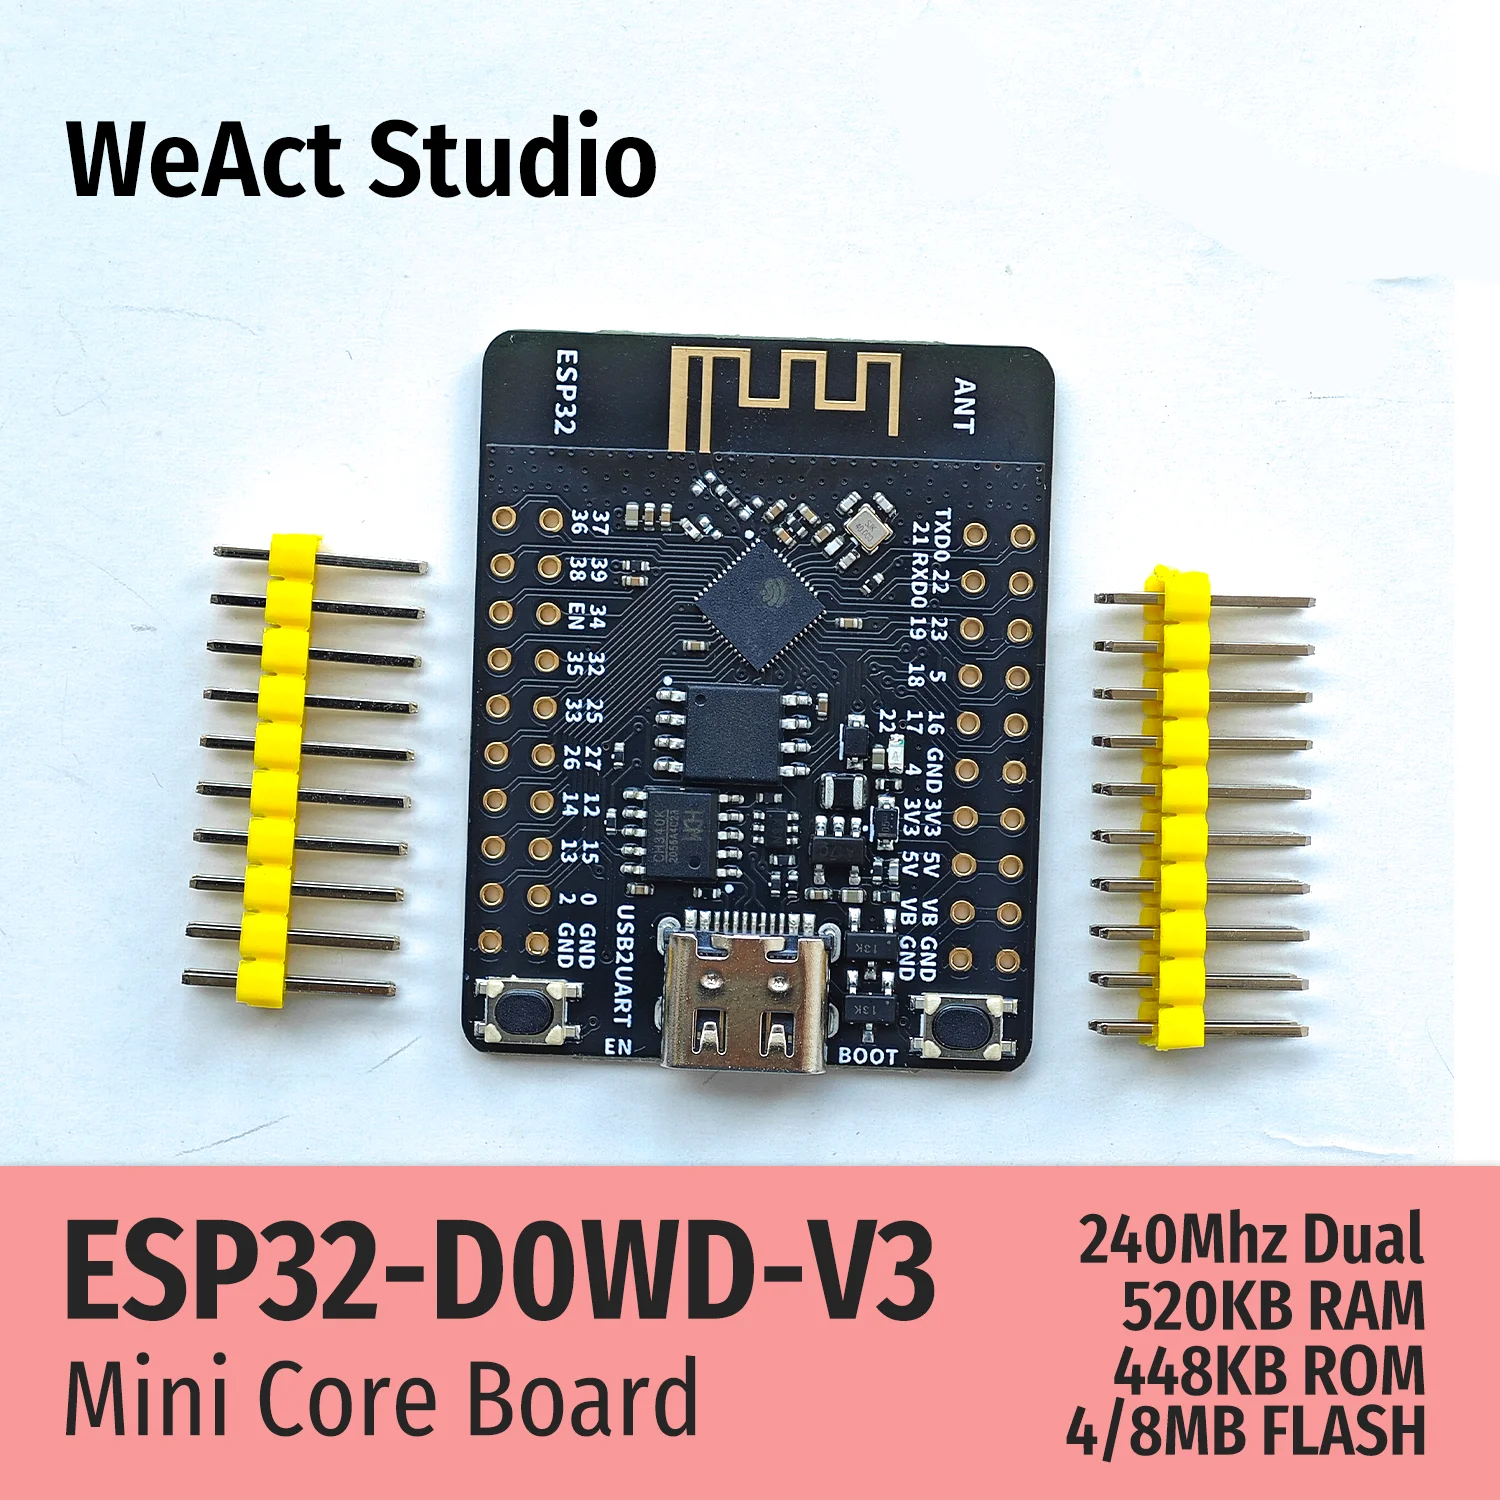 WeAct Studio
ESP32
ANT
37
36
39
38
34
EN
32
35
25
33
27
26
12
14
15
13
0
2
GND
GND
TXD0
22
21
RXD0
23
19
5
18
16
17
GND
4
3V3
3V3
5V
5V
VB
GND
VB
GND
22
CH340K
USB2UART
13K
13K
EN
BOOT
ESP32-D0WD-V3
Mini Core Board
240Mhz Dual
520KB RAM
448KB ROM
4/8MB FLASH